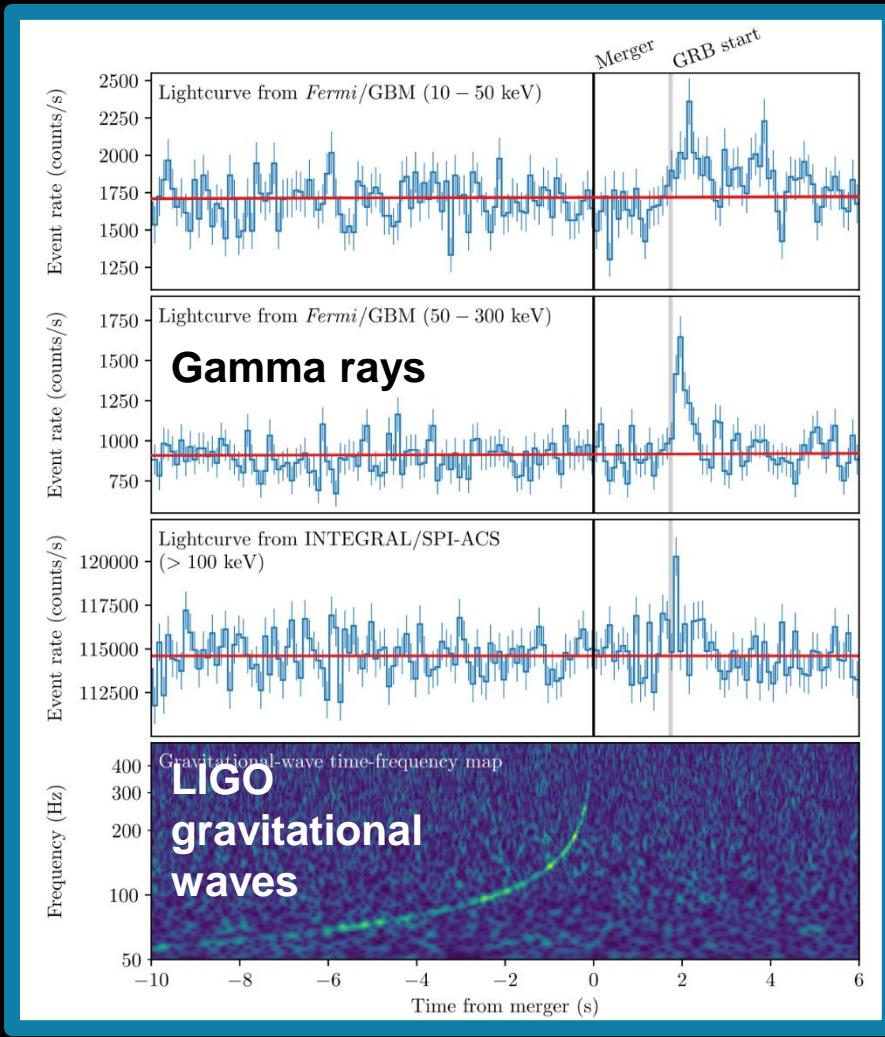 Merger GRB start
Lightcurve from Fermi/GBM (10 − 50 keV)
Event rate (counts/s)
2500
2250
2000
1750
1500
1250
Lightcurve from Fermi/GBM (50 − 300 keV)
Gamma rays
Event rate (counts/s)
1750
1500
1250
1000
750
Lightcurve from INTEGRAL/SPI-ACS
(> 100 keV)
Event rate (counts/s)
120000
117500
115000
112500
Gravitational-wave time-frequency map
LIGO
gravitational
waves
Frequency (Hz)
400
300
200
100
50
−10 −8 −6 −4 −2 0 2 4 6
Time from merger (s)